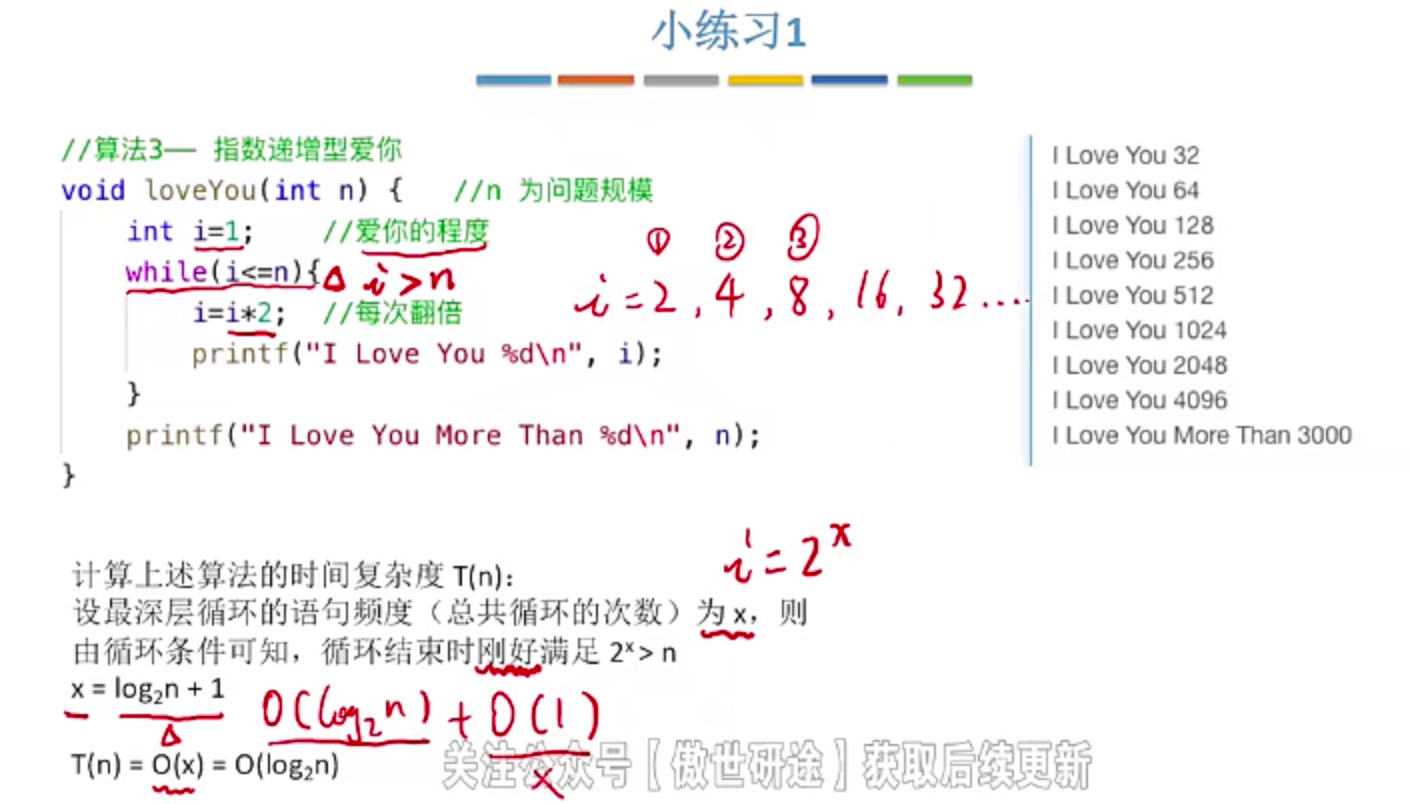 小练习1
//算法3—— 指数递增型爱你
void loveYou(int n) {   //n 为问题规模
int i=1;   //爱你的程度
while(i<=n){ Δ i>n
i=i*2;   //每次翻倍
printf("I Love You %d\n", i);
}
printf("I Love You More Than %d\n", n);
}
① ② ③
i=2, 4, 8, 16, 32 ....
I Love You 32
I Love You 64
I Love You 128
I Love You 256
I Love You 512
I Love You 1024
I Love You 2048
I Love You 4096
I Love You More Than 3000
i=2ˣ
计算上述算法的时间复杂度 T(n)：
设最深层循环的语句频度（总共循环的次数）为 x，则
由循环条件可知，循环结束时刚好满足 2ˣ > n
x = log₂n + 1
Δ
O(log₂n) + O(1)
x
T(n) = O(x) = O(log₂n)
关注公众号【傲世研途】获取后续更新